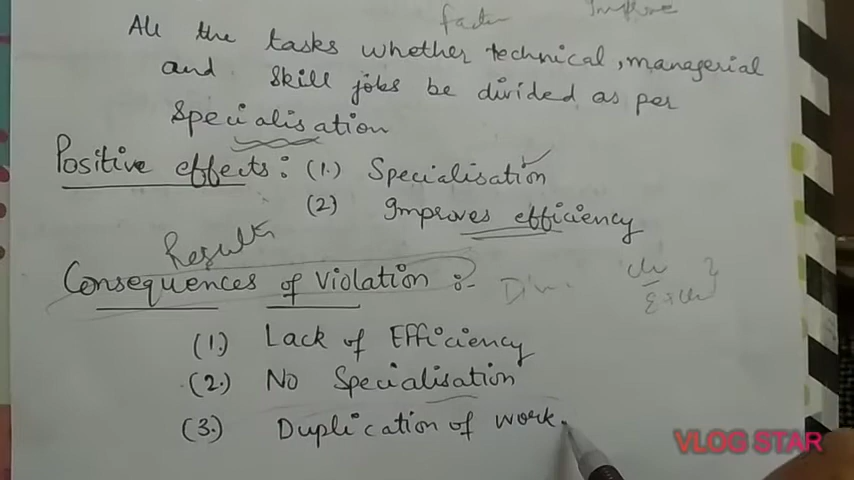 All the tasks whether technical, managerial
and skill jobs be divided as per
Specialisation
Positive effects: (1.) Specialisation
(2) Improves efficiency
Result
Consequences of Violation :-
(1.) Lack of Efficiency
(2.) No Specialisation
(3.) Duplication of work.
VLOG STAR